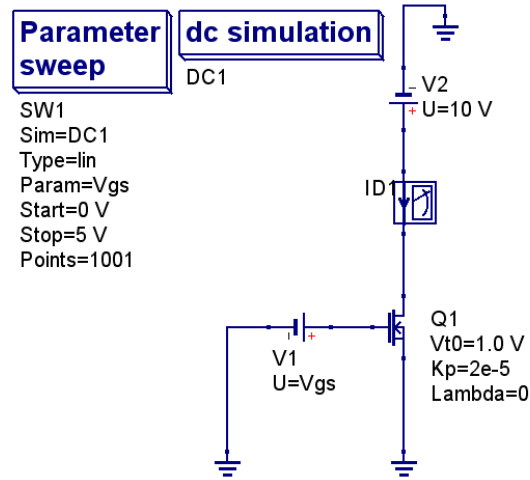 Parameter
sweep
dc simulation
DC1
SW1
Sim=DC1
Type=lin
Param=Vgs
Start=0 V
Stop=5 V
Points=1001
V2
U=10 V
ID1
V1
U=Vgs
Q1
Vt0=1.0 V
Kp=2e-5
Lambda=0